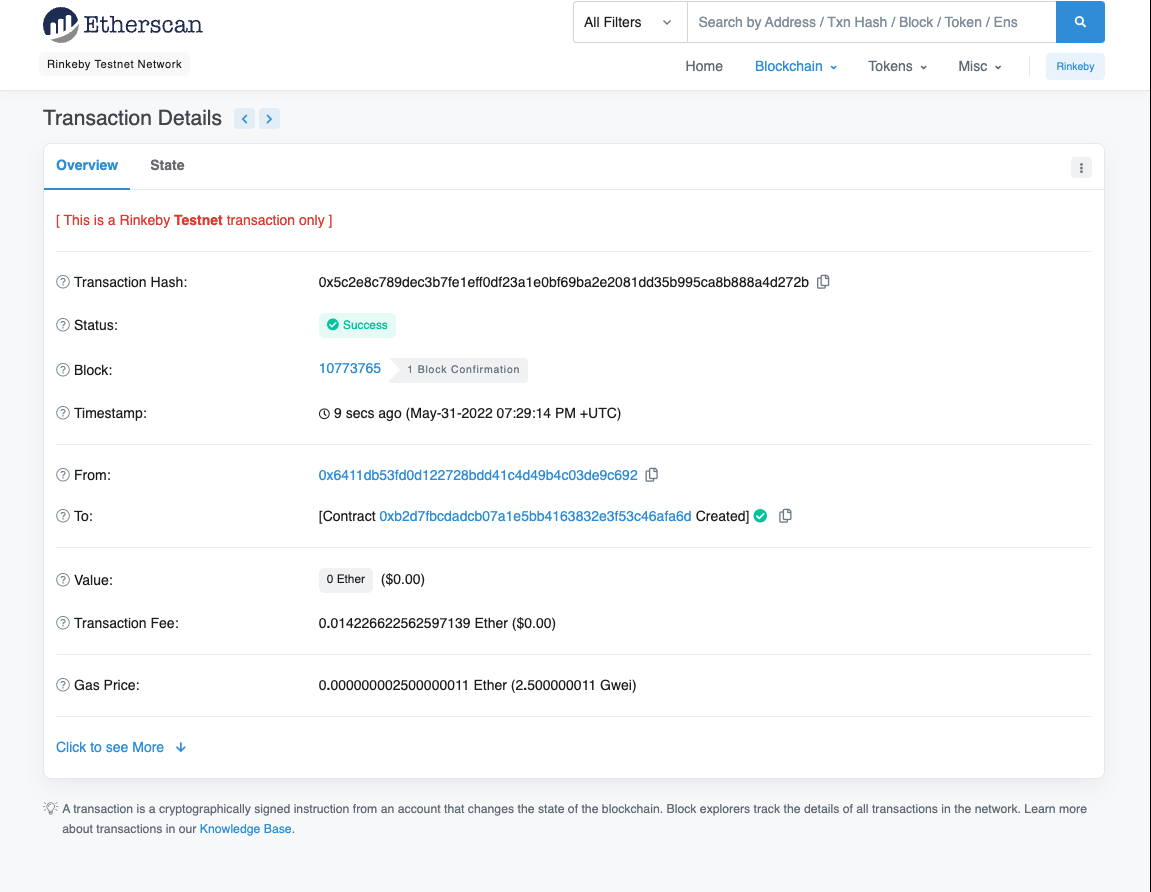 Etherscan
All Filters
Search by Address / Txn Hash / Block / Token / Ens
Rinkeby Testnet Network
Home Blockchain Tokens Misc Rinkeby
Transaction Details
Overview State
[ This is a Rinkeby Testnet transaction only ]
Transaction Hash: 0x5c2e8c789dec3b7fe1eff0df23a1e0bf69ba2e2081dd35b995ca8b888a4d272b
Status: Success
Block: 10773765 1 Block Confirmation
Timestamp: 9 secs ago (May-31-2022 07:29:14 PM +UTC)
From: 0x6411db53fd0d122728bdd41c4d49b4c03de9c692
To: [Contract 0xb2d7fbcdadcb07a1e5bb4163832e3f53c46afa6d Created]
Value: 0 Ether ($0.00)
Transaction Fee: 0.014226622562597139 Ether ($0.00)
Gas Price: 0.000000002500000011 Ether (2.500000011 Gwei)
Click to see More
A transaction is a cryptographically signed instruction from an account that changes the state of the blockchain. Block explorers track the details of all transactions in the network. Learn more
about transactions in our Knowledge Base.